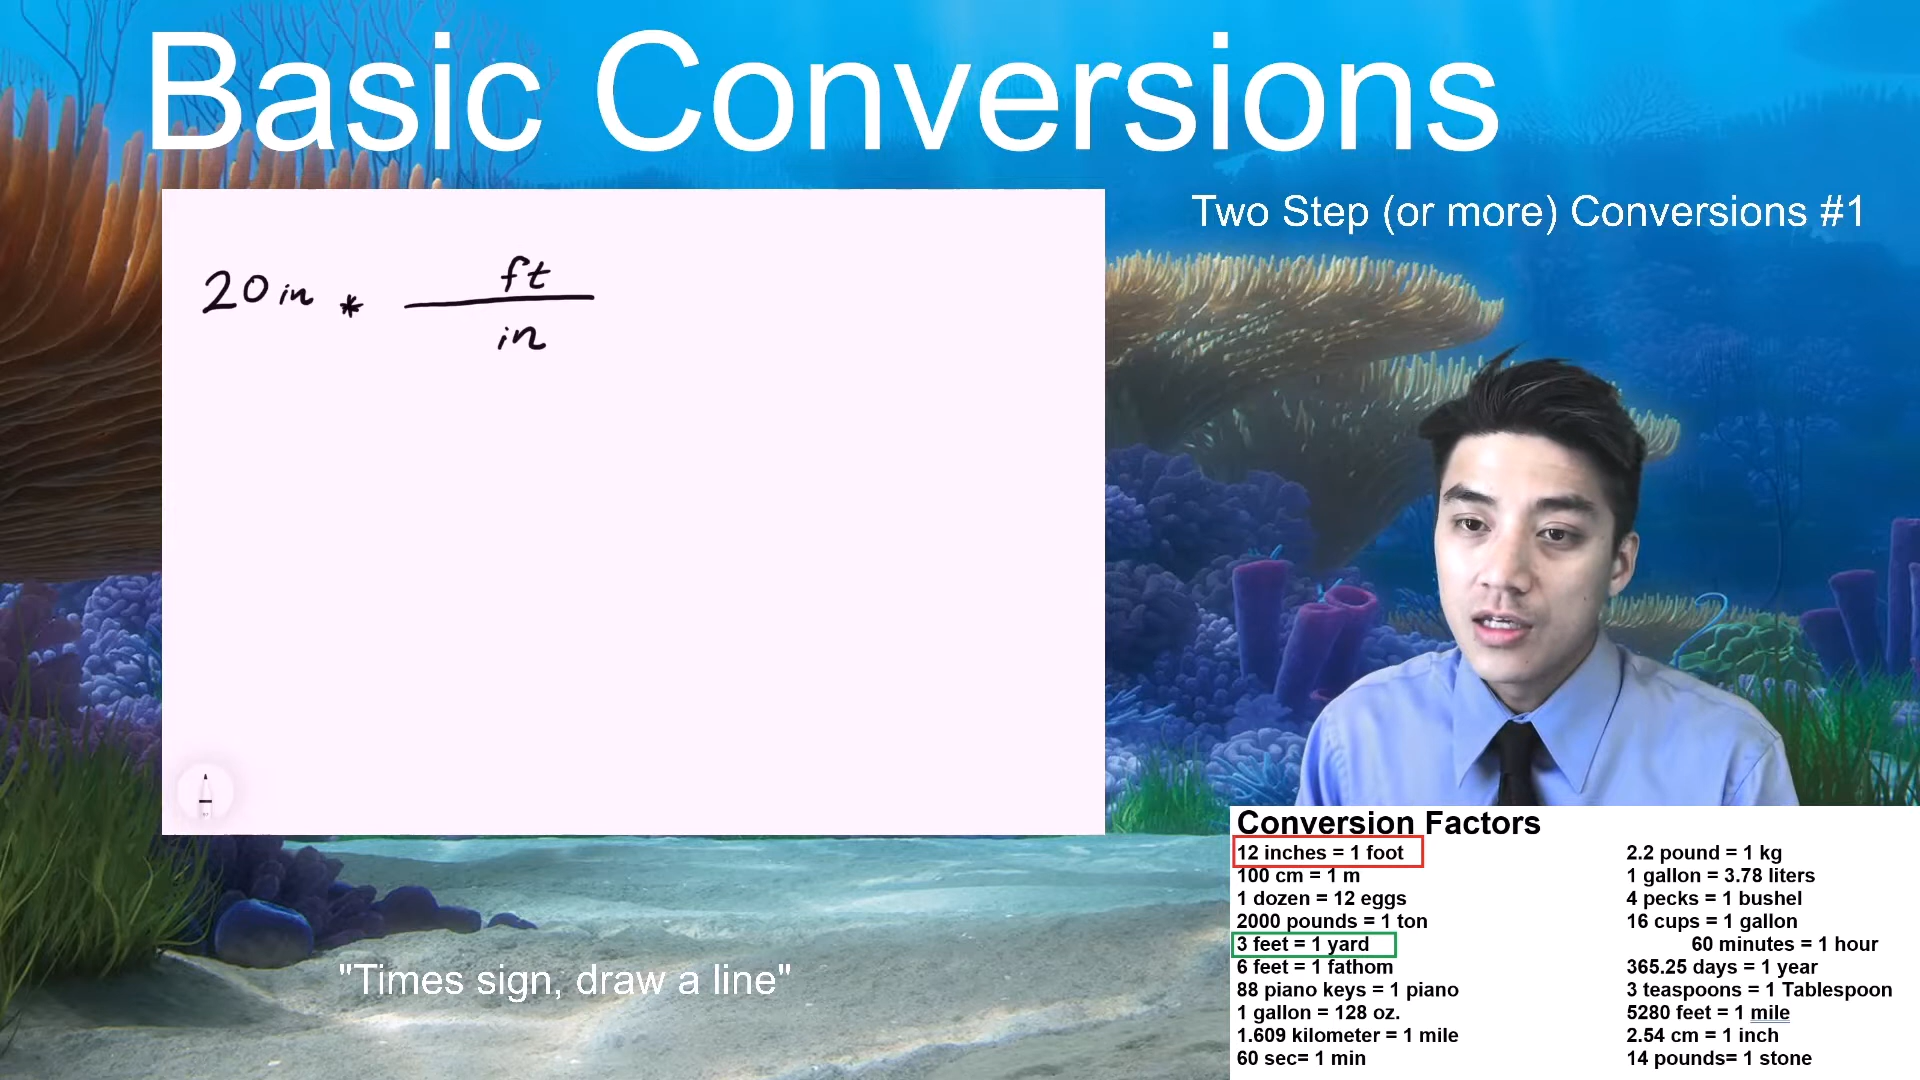 Basic Conversions
Two Step (or more) Conversions #1
20 in * ft
in
"Times sign, draw a line"
Conversion Factors
12 inches = 1 foot
100 cm = 1 m
1 dozen = 12 eggs
2000 pounds = 1 ton
3 feet = 1 yard
6 feet = 1 fathom
88 piano keys = 1 piano
1 gallon = 128 oz.
1.609 kilometer = 1 mile
60 sec= 1 min
2.2 pound = 1 kg
1 gallon = 3.78 liters
4 pecks = 1 bushel
16 cups = 1 gallon
60 minutes = 1 hour
365.25 days = 1 year
3 teaspoons = 1 Tablespoon
5280 feet = 1 mile
2.54 cm = 1 inch
14 pounds= 1 stone